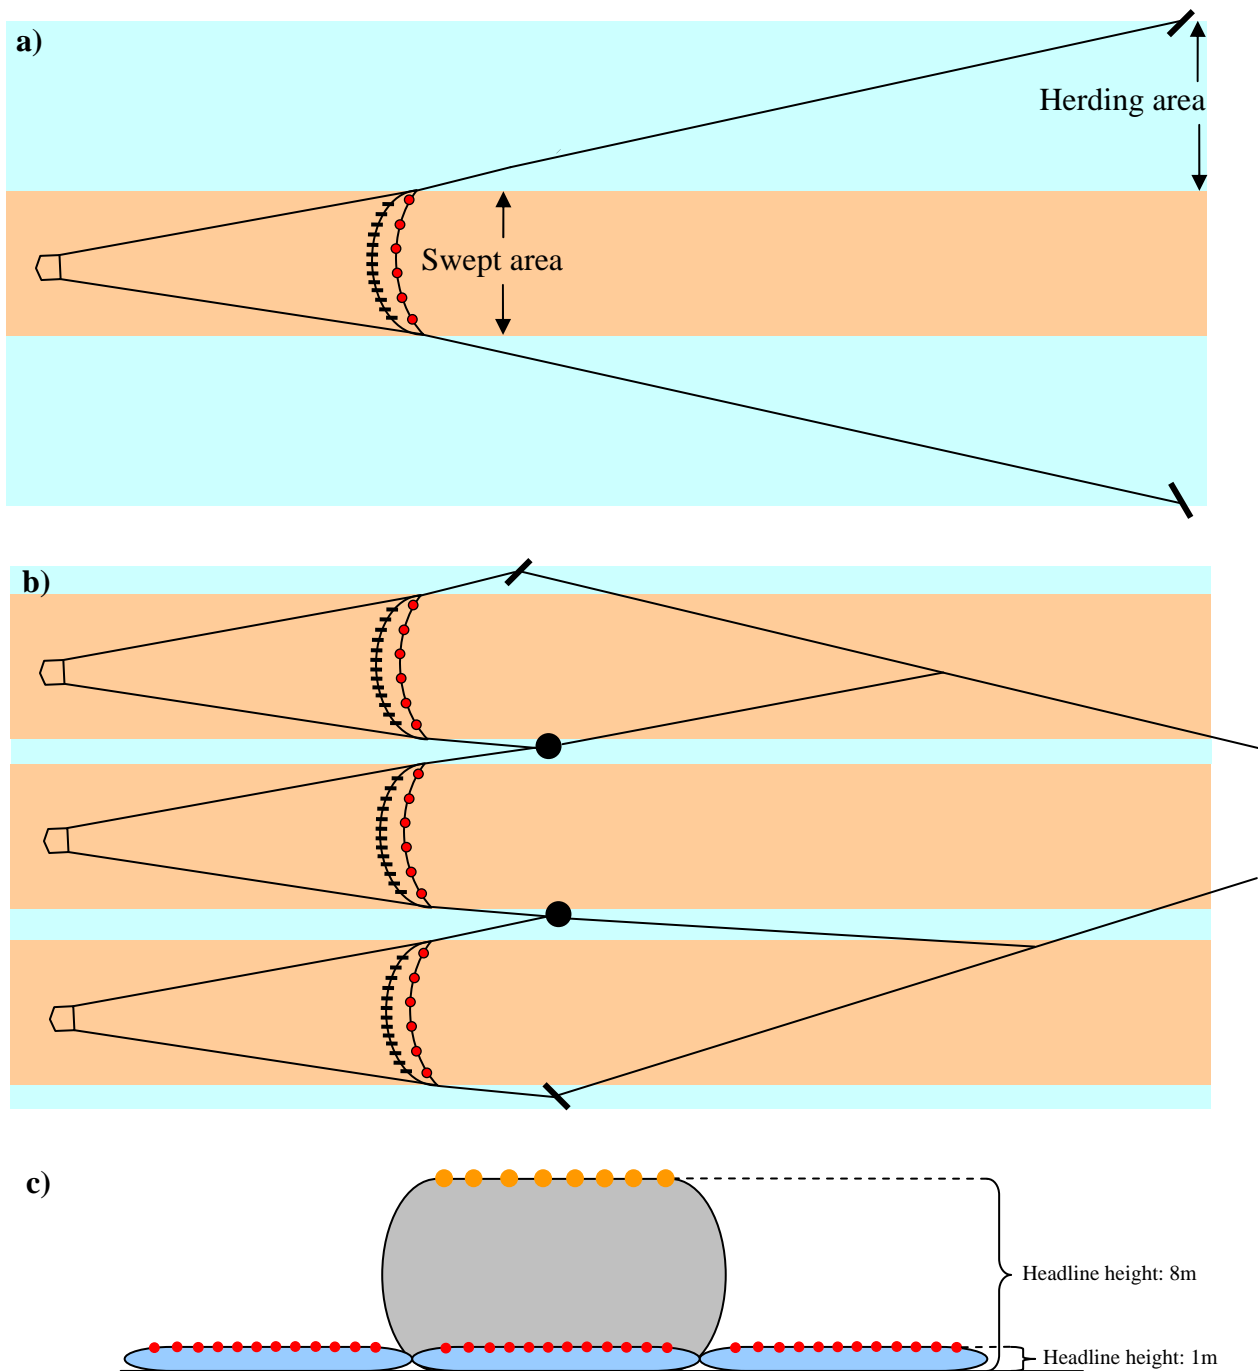 a)
Herding area
Swept area
b)
c)
Headline height: 8m
Headline height: 1m